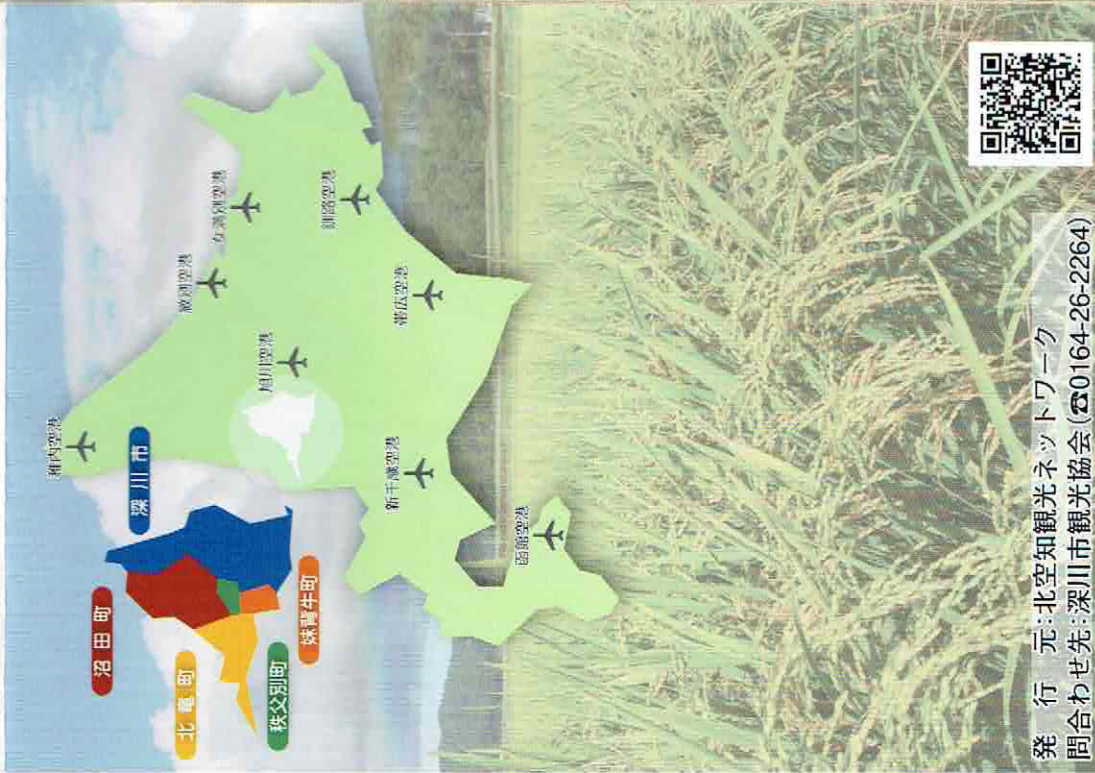 稚内空港
紋別空港
女満別空港
旭川空港
釧路空港
帯広空港
新千歳空港
函館空港
沼田町
深川市
北竜町
秩父別町
妹背牛町
発行元:北空知観光ネットワーク
問合わせ先:深川市観光協会(☎0164-26-2264)